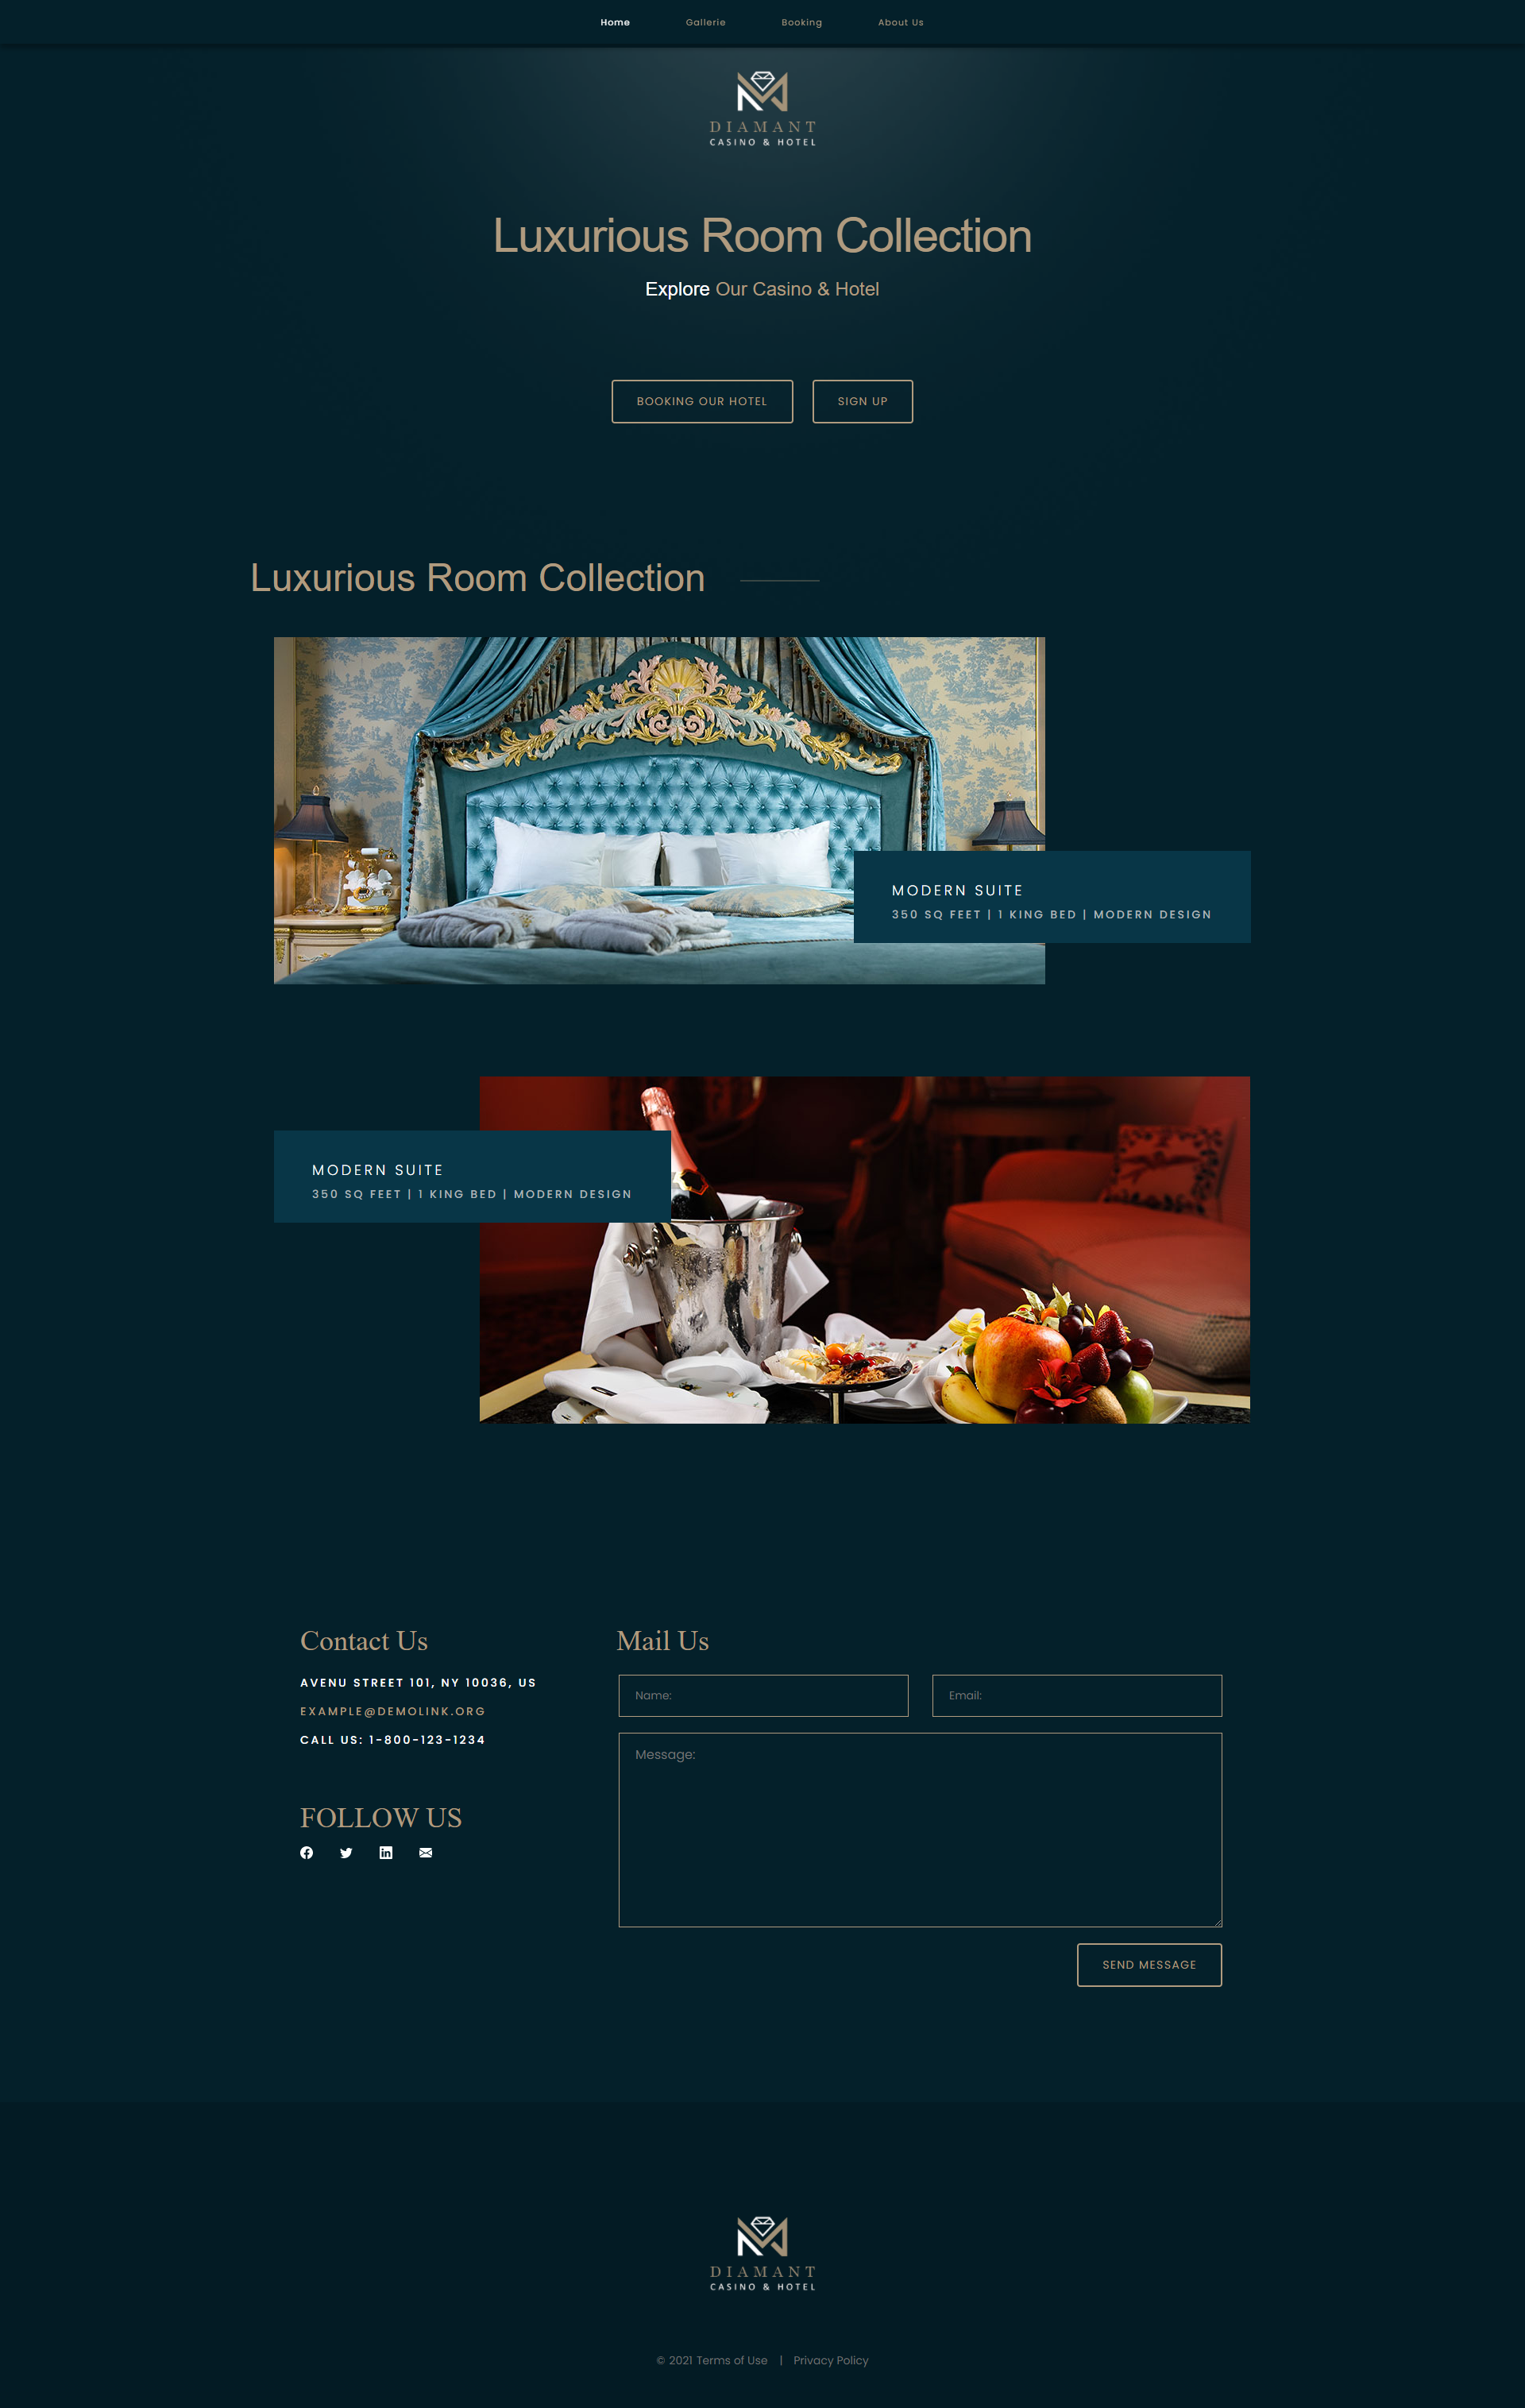 Home Gallerie Booking About Us
DIAMANT
CASINO & HOTEL
Luxurious Room Collection
Explore Our Casino & Hotel
BOOKING OUR HOTEL SIGN UP
Luxurious Room Collection
MODERN SUITE
350 SQ FEET | 1 KING BED | MODERN DESIGN
MODERN SUITE
350 SQ FEET | 1 KING BED | MODERN DESIGN
Contact Us
AVENU STREET 101, NY 10036, US
EXAMPLE@DEMOLINK.ORG
CALL US: 1-800-123-1234
FOLLOW US
Mail Us
Name: Email:
Message:
SEND MESSAGE
DIAMANT
CASINO & HOTEL
© 2021 Terms of Use | Privacy Policy